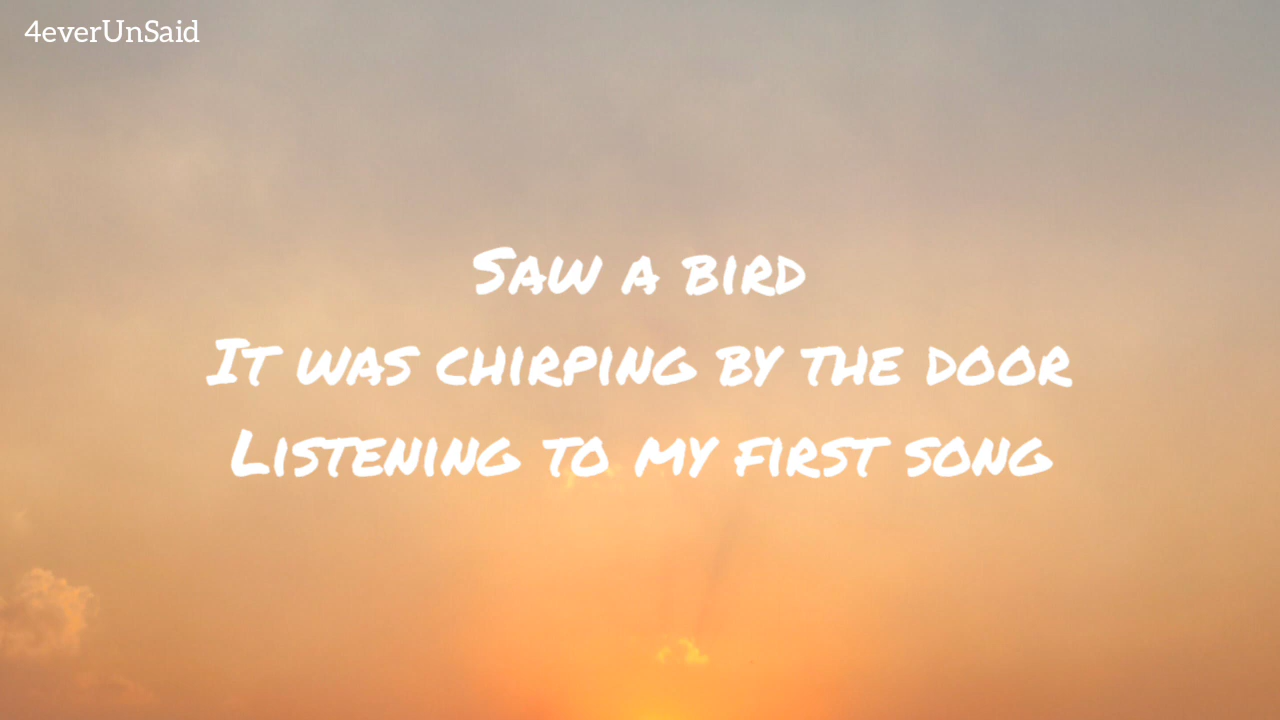 4everUnSaid
Saw a bird
It was chirping by the door
Listening to my first song